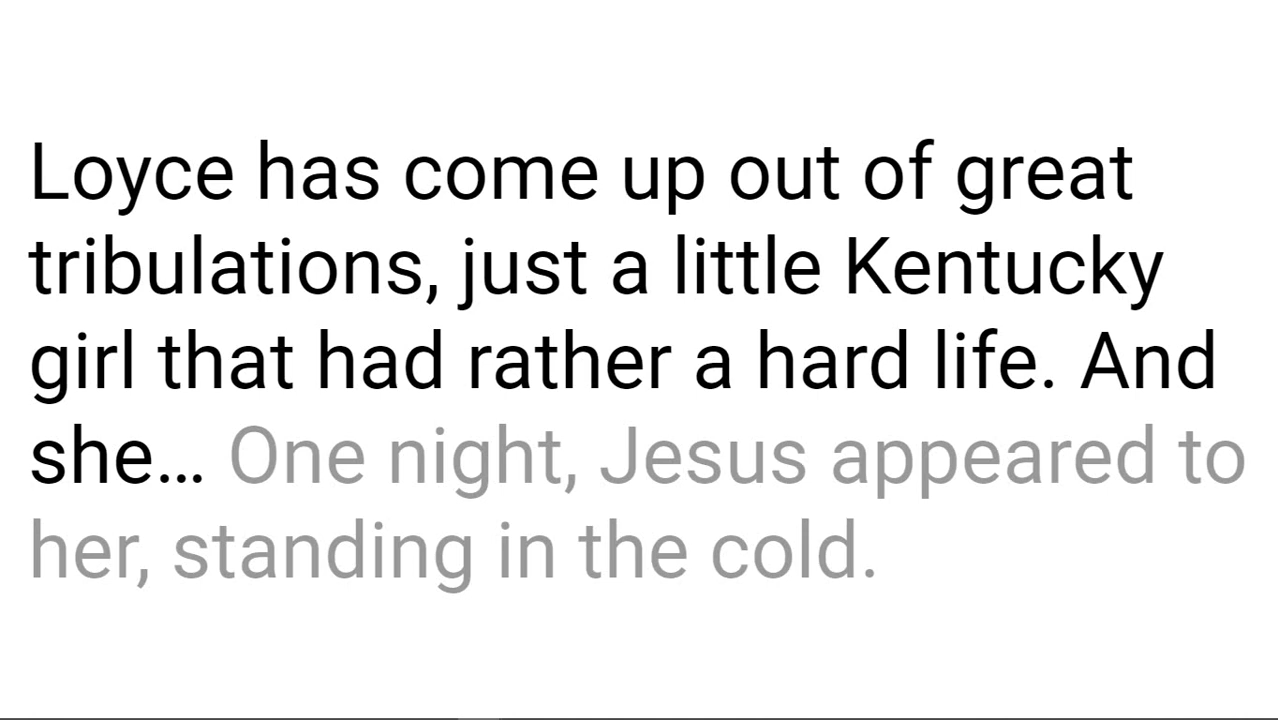 Loyce has come up out of great
tribulations, just a little Kentucky
girl that had rather a hard life. And
she… One night, Jesus appeared to
her, standing in the cold.